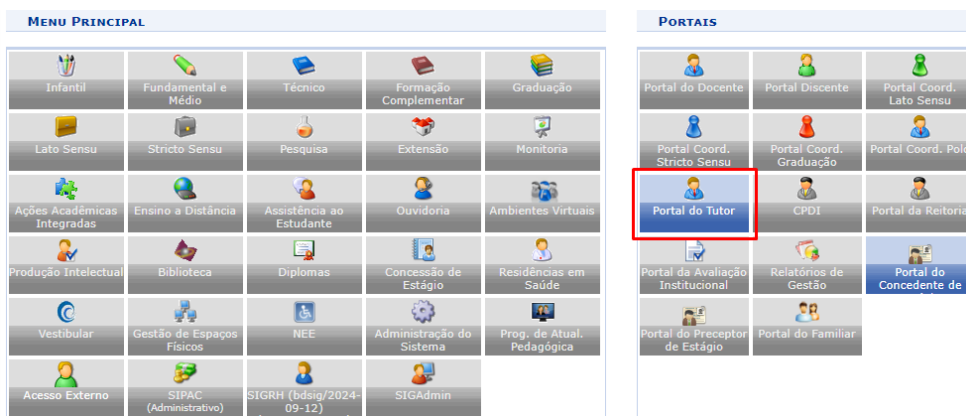 MENU PRINCIPAL
Infantil
Fundamental e
Médio
Técnico
Formação
Complementar
Graduação
Lato Sensu
Stricto Sensu
Pesquisa
Extensão
Monitoria
Ações Acadêmicas
Integradas
Ensino a Distância
Assistência ao
Estudante
Ouvidoria
Ambientes Virtuais
Produção Intelectual
Biblioteca
Diplomas
Concessão de
Estágio
Residências em
Saúde
Vestibular
Gestão de Espaços
Físicos
NEE
Administração do
Sistema
Prog. de Atual.
Pedagógica
Acesso Externo
SIPAC
(Administrativo)
SIGRH (bdsig/2024-
09-12)
SIGAdmin
PORTAIS
Portal do Docente
Portal Discente
Portal Coord.
Lato Sensu
Portal Coord.
Stricto Sensu
Portal Coord.
Graduação
Portal Coord. Polo
Portal do Tutor
CPDI
Portal da Reitoria
Portal da Avaliação
Institucional
Relatórios de
Gestão
Portal do
Concedente de
Portal do Preceptor
de Estágio
Portal do Familiar